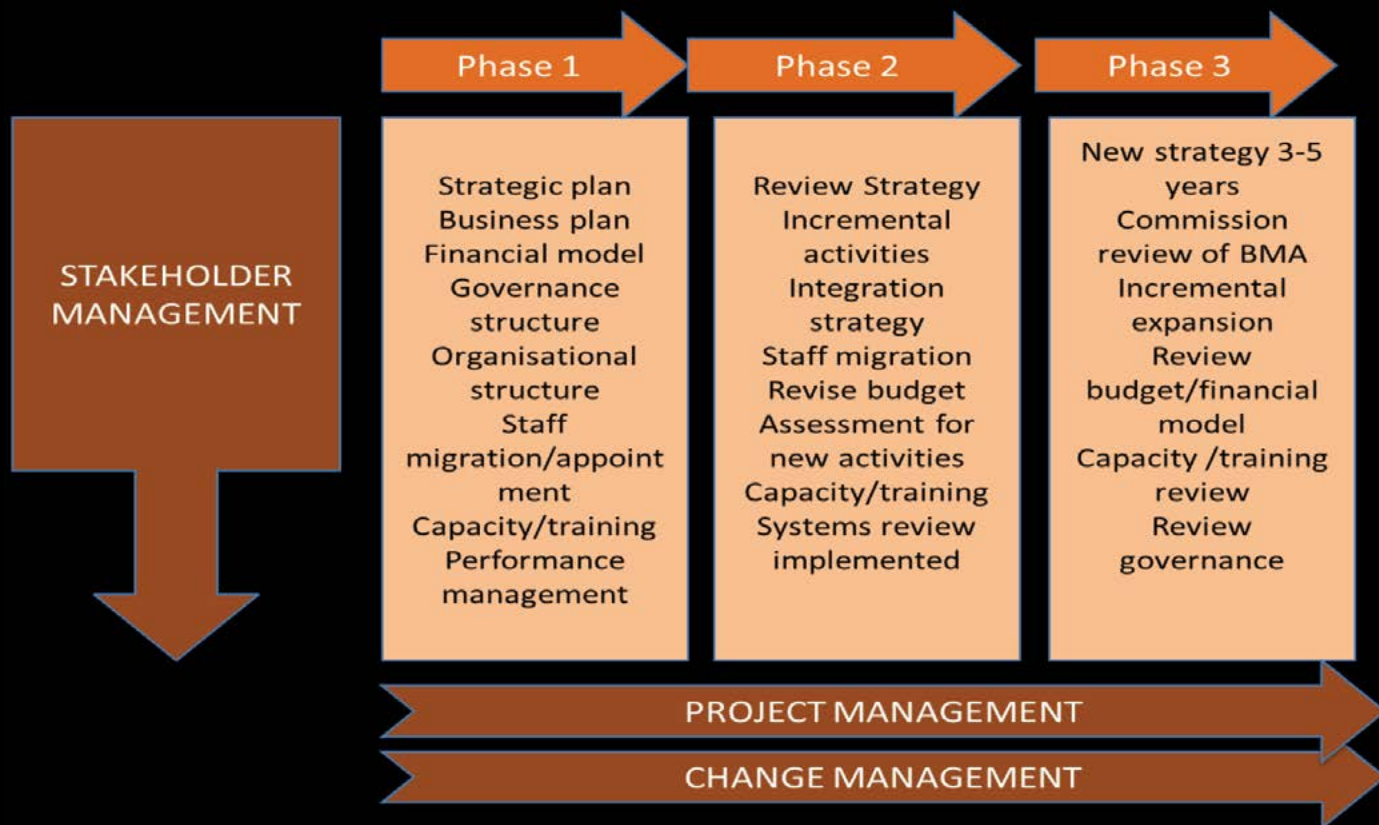 Phase 1
Phase 2
Phase 3
STAKEHOLDER
MANAGEMENT
Strategic plan
Business plan
Financial model
Governance
structure
Organisational
structure
Staff
migration/appoint
ment
Capacity/training
Performance
management
Review Strategy
Incremental
activities
Integration
strategy
Staff migration
Revise budget
Assessment for
new activities
Capacity/training
Systems review
implemented
New strategy 3-5
years
Commission
review of BMA
Incremental
expansion
Review
budget/financial
model
Capacity /training
review
Review
governance
PROJECT MANAGEMENT
CHANGE MANAGEMENT